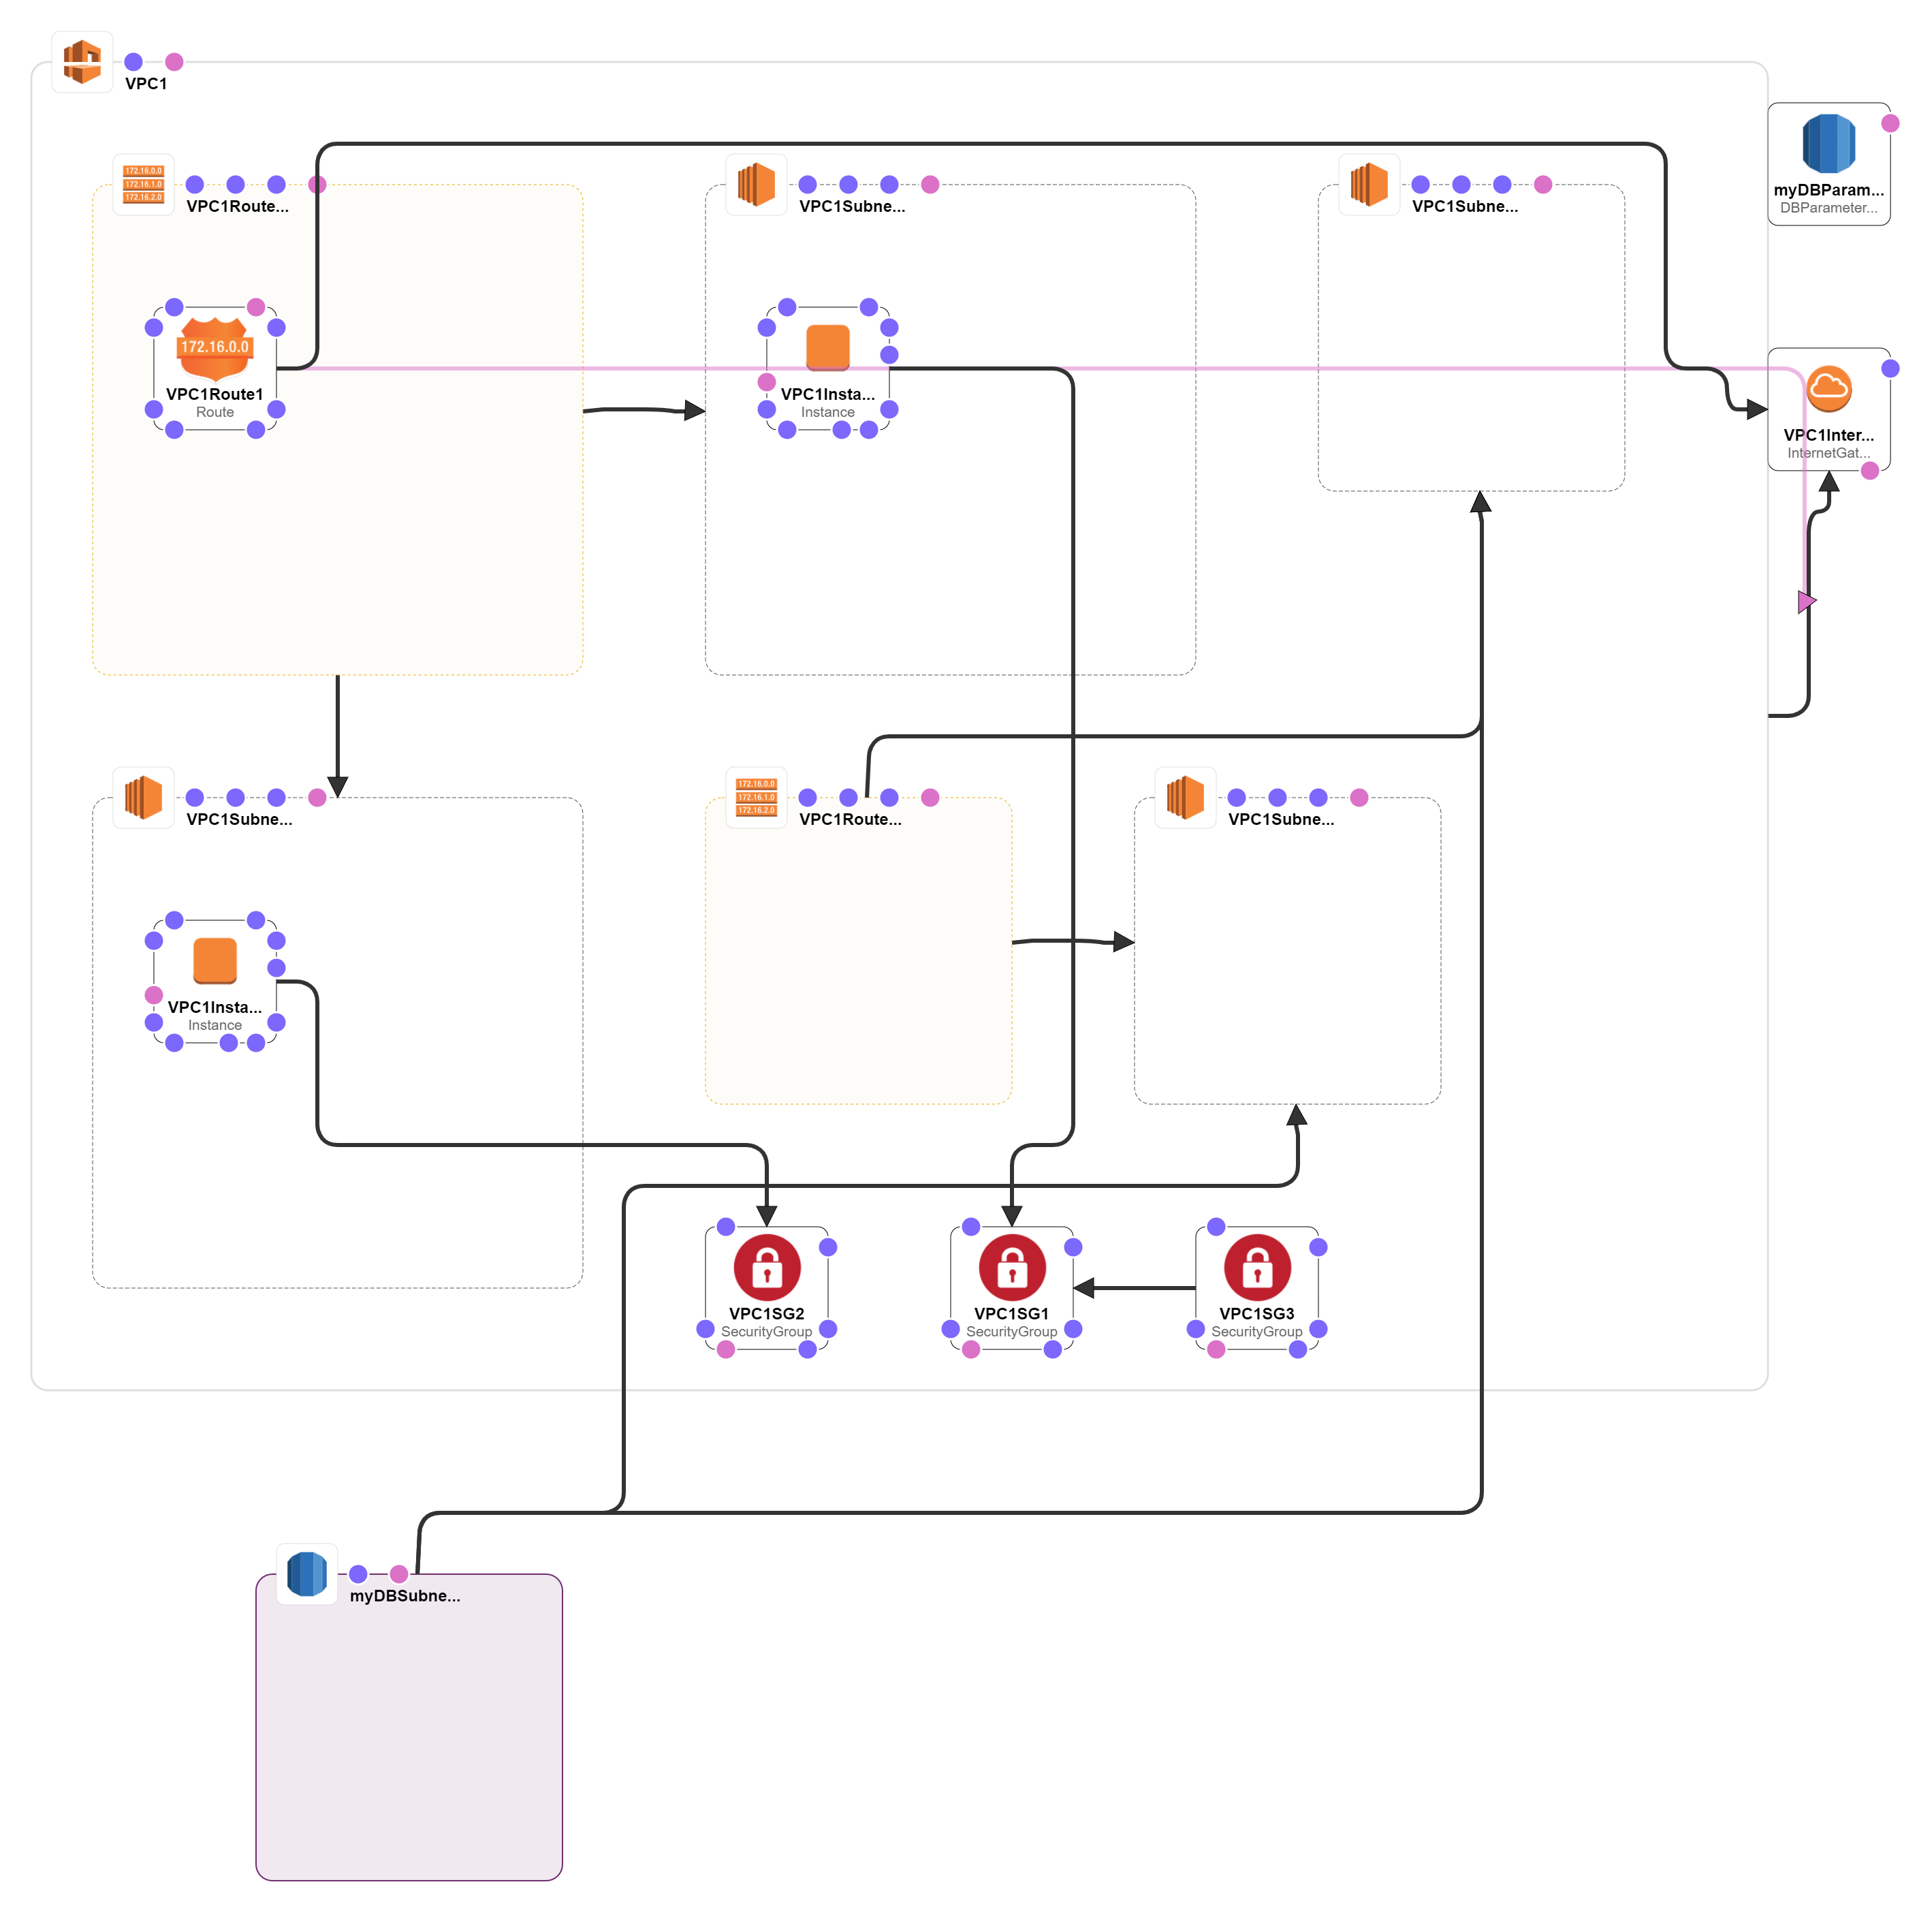 VPC1
myDBParam...
DBParameter...
172.16.0.0
172.16.1.0
172.16.2.0
VPC1Route...
VPC1Subne...
VPC1Subne...
172.16.0.0
VPC1Route1
Route
VPC1Insta...
Instance
VPC1Inter...
InternetGat...
VPC1Subne...
172.16.0.0
172.16.1.0
172.16.2.0
VPC1Route...
VPC1Subne...
VPC1Insta...
Instance
VPC1SG2
SecurityGroup
VPC1SG1
SecurityGroup
VPC1SG3
SecurityGroup
myDBSubne...